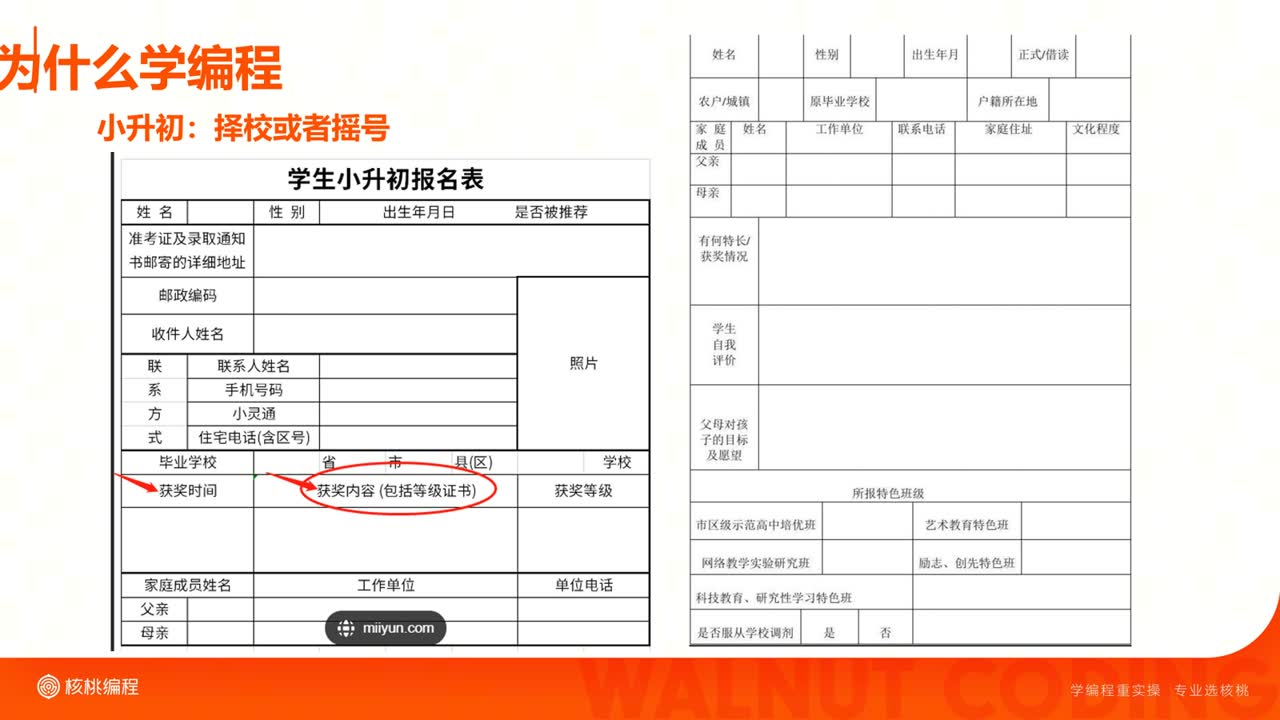 为什么学编程
小升初：择校或者摇号
学生小升初报名表
姓 名 性 别 出生年月日 是否被推荐
准考证及录取通知
书邮寄的详细地址
邮政编码
收件人姓名
照片
联 联系人姓名
系 手机号码
方 小灵通
式 住宅电话(含区号)
毕业学校 省 市 县(区) 学校
获奖时间 获奖内容 (包括等级证书) 获奖等级
家庭成员姓名 工作单位 单位电话
父亲
母亲
miiyun.com
姓名 性别 出生年月 正式/借读
农户/城镇 原毕业学校 户籍所在地
家 庭 姓名 工作单位 联系电话 家庭住址 文化程度
成 员
父亲
母亲
有何特长/
获奖情况
学生
自我
评价
父母对孩
子的目标
及愿望
所报特色班级
市区级示范高中培优班 艺术教育特色班
网络教学实验研究班 励志、创先特色班
科技教育、研究性学习特色班
是否服从学校调剂 是 否
核桃编程
WALNUT CODING
学编程重实操 专业选核桃